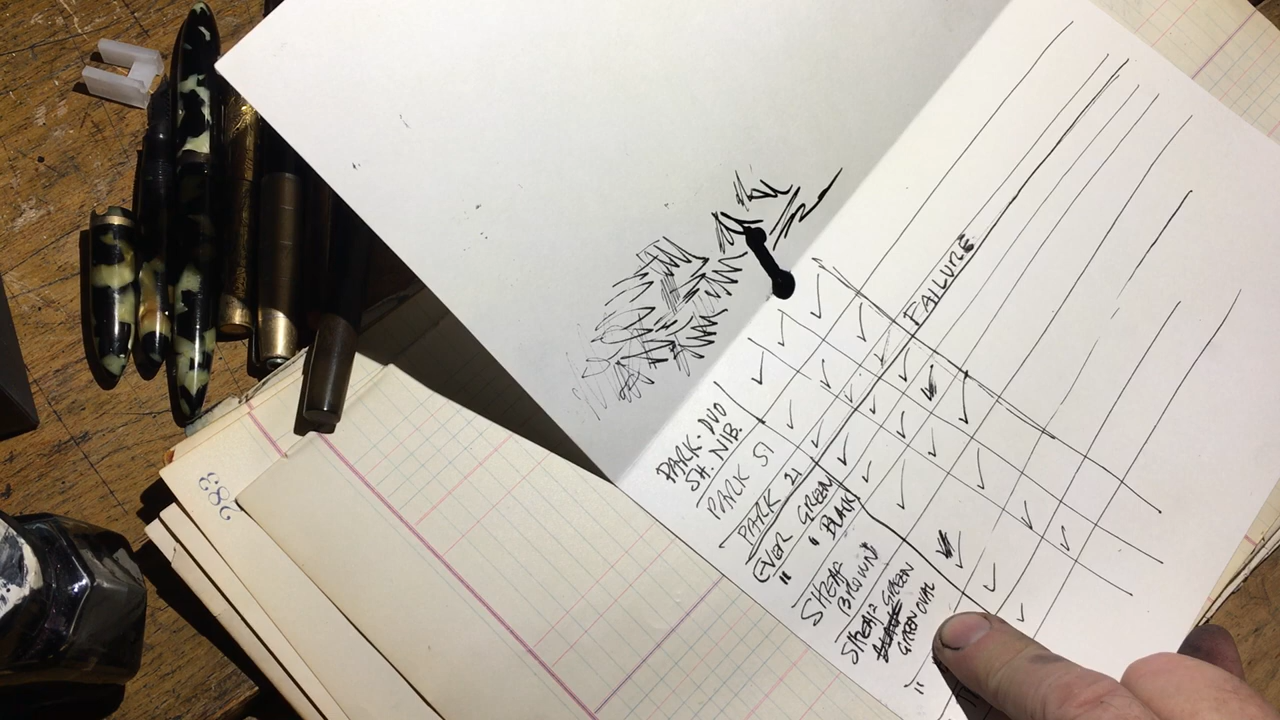 PARK-DUO
SH. NIB.
PARK 51
PARK 21
EVER GREEN
" " BLACK
SHEAF
BROWN
SHEAF GREEN
GREEN OVAL
"
FAILURE
283